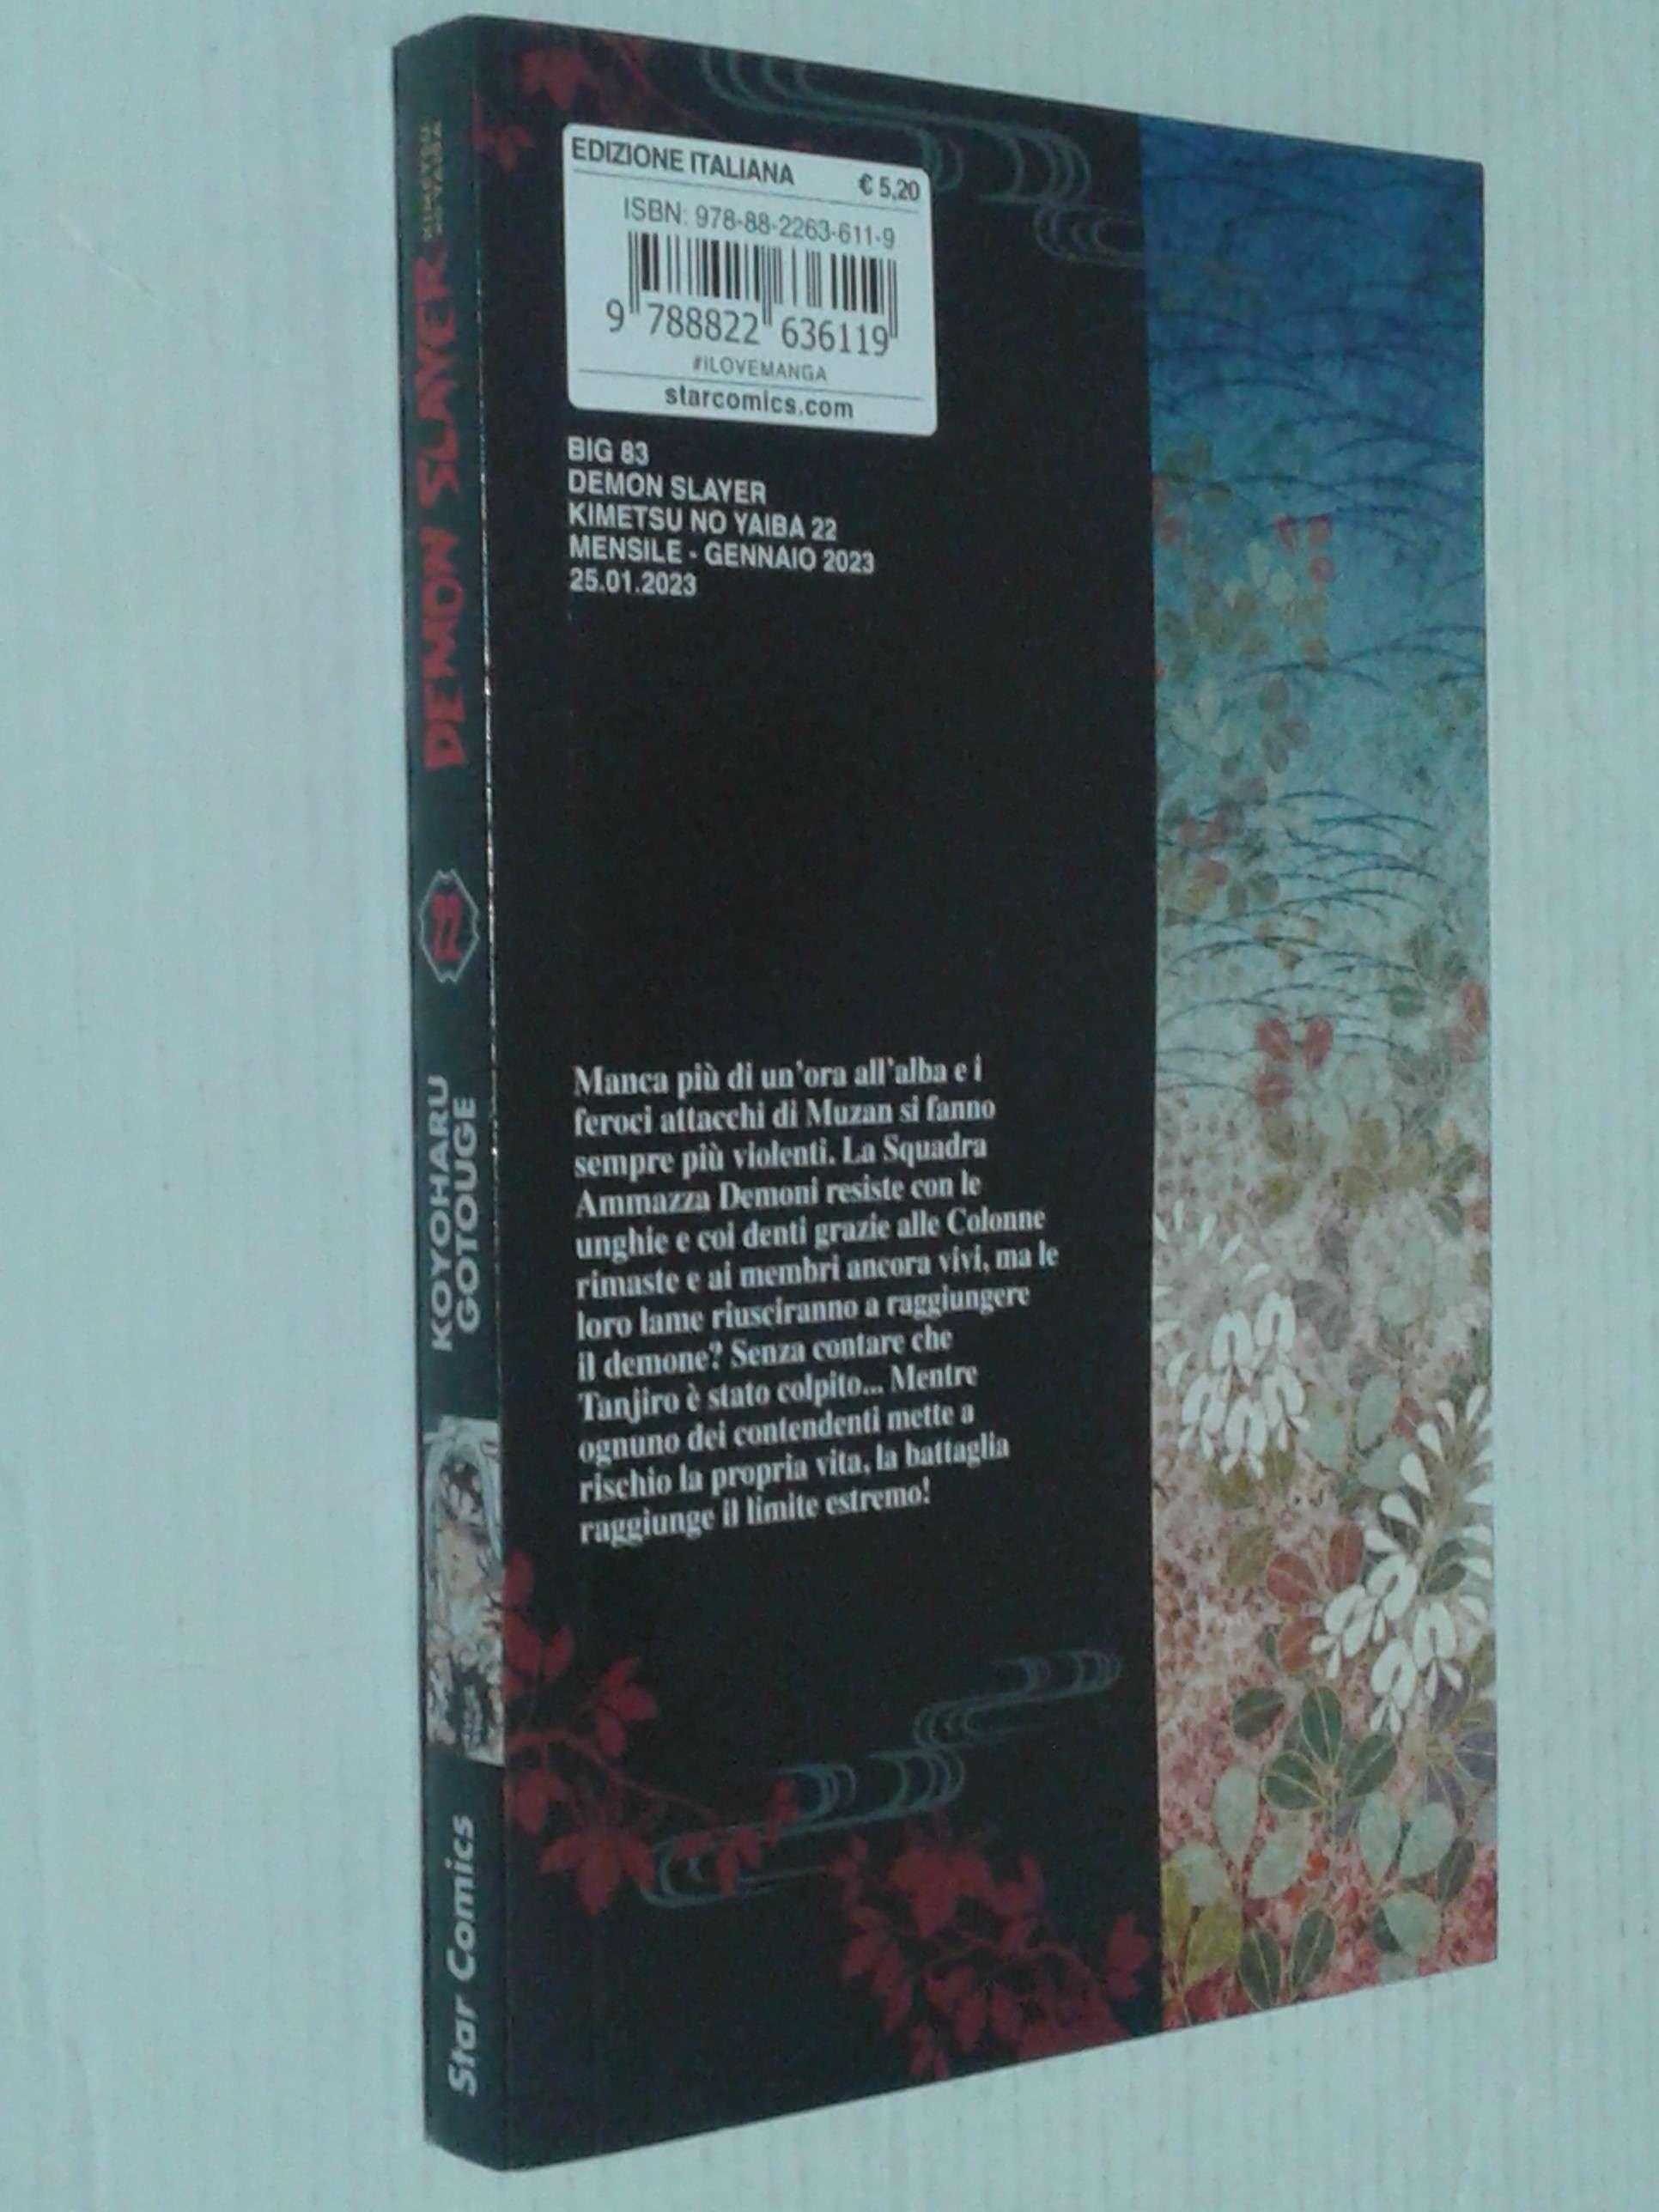 KIMETSU
NO YAIBA
DEMON SLAYER
22
KOYOHARU
GOTOUGE
Star Comics
EDIZIONE ITALIANA € 5,20
ISBN: 978-88-2263-611-9
9 788822 636119
#iLOVEMANGA
starcomics.com
BIG 83
DEMON SLAYER
KIMETSU NO YAIBA 22
MENSILE - GENNAIO 2023
25.01.2023
Manca più di un'ora all'alba e i
feroci attacchi di Muzan si fanno
sempre più violenti. La Squadra
Ammazza Demoni resiste con le
unghie e coi denti grazie alle Colonne
rimaste e ai membri ancora vivi, ma le
loro lame riusciranno a raggiungere
il demone? Senza contare che
Tanjiro è stato colpito... Mentre
ognuno dei contendenti mette a
rischio la propria vita, la battaglia
raggiunge il limite estremo!